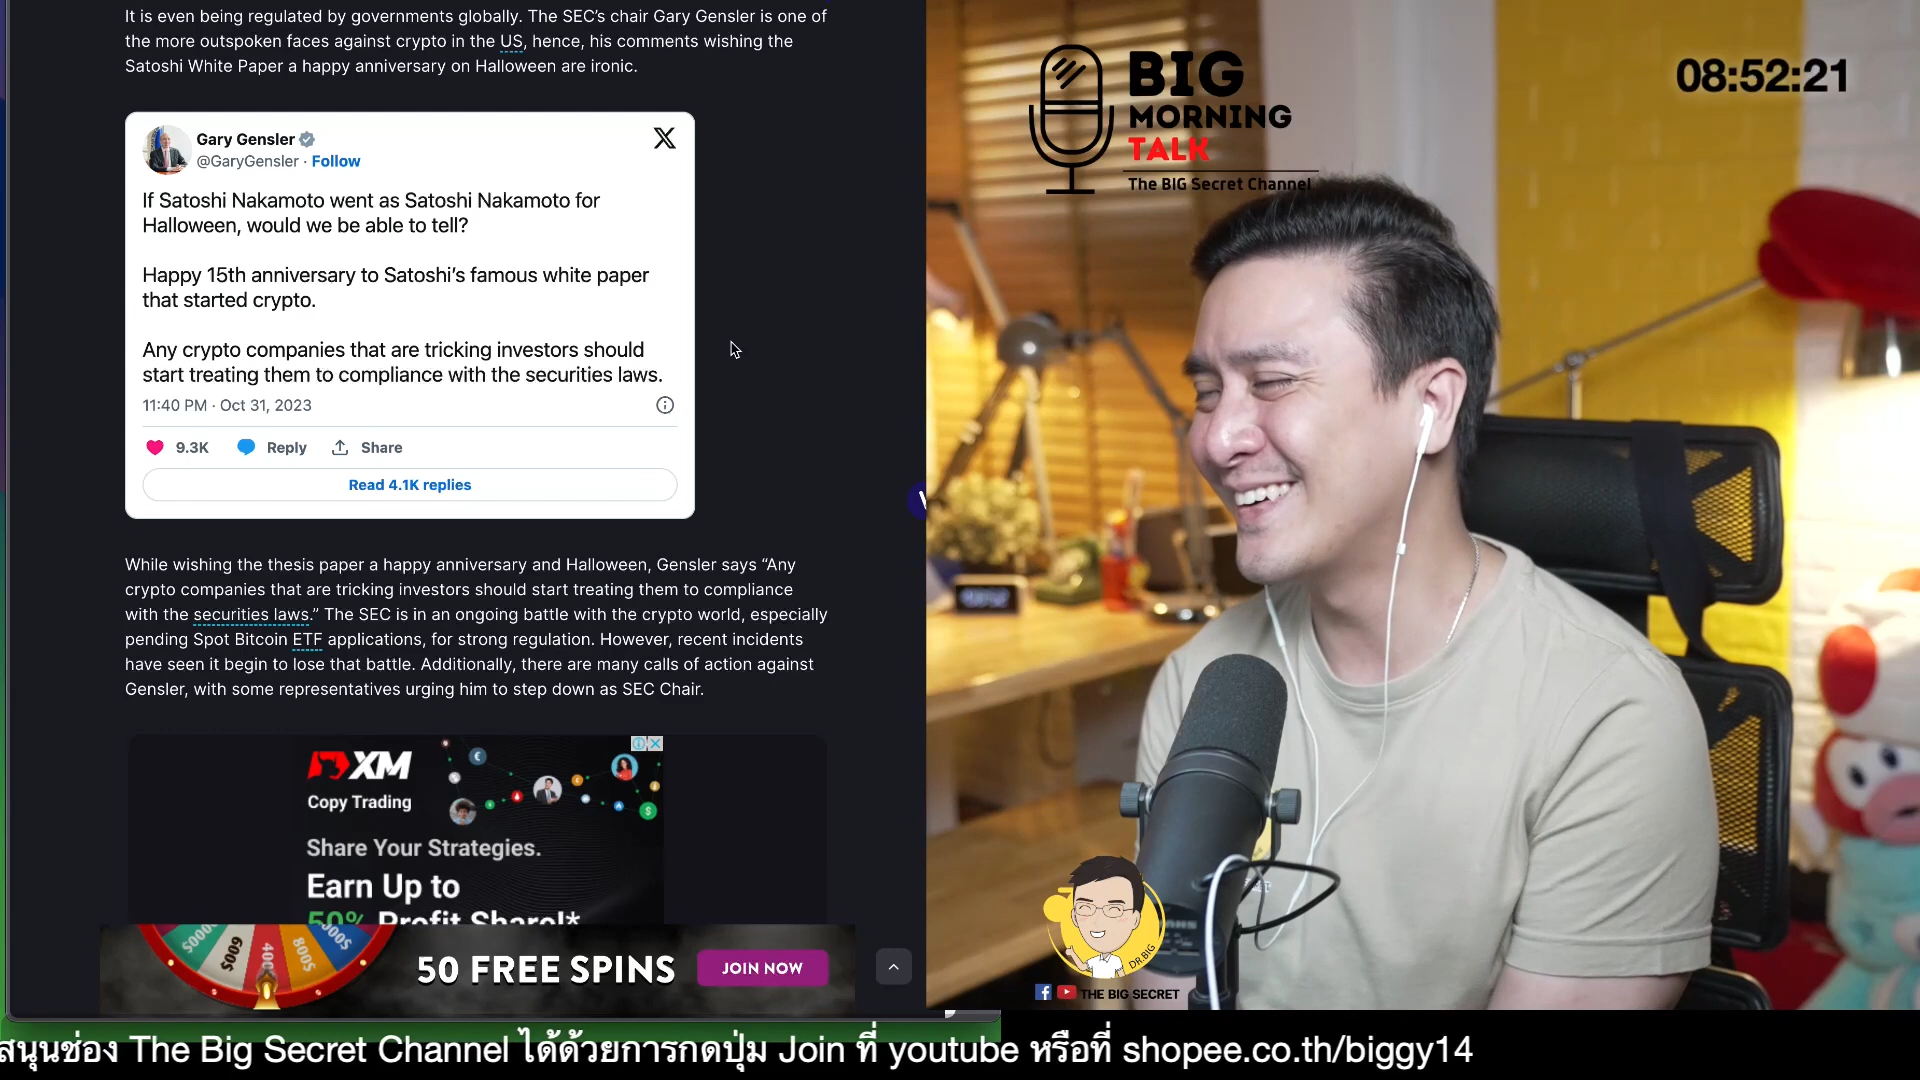 It is even being regulated by governments globally. The SEC’s chair Gary Gensler is one of
the more outspoken faces against crypto in the US, hence, his comments wishing the
Satoshi White Paper a happy anniversary on Halloween are ironic.
Gary Gensler
@GaryGensler · Follow
If Satoshi Nakamoto went as Satoshi Nakamoto for
Halloween, would we be able to tell?
Happy 15th anniversary to Satoshi’s famous white paper
that started crypto.
Any crypto companies that are tricking investors should
start treating them to compliance with the securities laws.
11:40 PM · Oct 31, 2023
9.3K Reply Share
Read 4.1K replies
While wishing the thesis paper a happy anniversary and Halloween, Gensler says “Any
crypto companies that are tricking investors should start treating them to compliance
with the securities laws.” The SEC is in an ongoing battle with the crypto world, especially
pending Spot Bitcoin ETF applications, for strong regulation. However, recent incidents
have seen it begin to lose that battle. Additionally, there are many calls of action against
Gensler, with some representatives urging him to step down as SEC Chair.
XM
Copy Trading
Share Your Strategies.
Earn Up to
50% Profit Share!*
50 FREE SPINS
JOIN NOW
BIG
MORNING
TALK
The BIG Secret Channel
08:52:21
DR.BIG
THE BIG SECRET
สนุนช่อง The Big Secret Channel ได้ด้วยการกดปุ่ม Join ที่ youtube หรือที่ shopee.co.th/biggy14